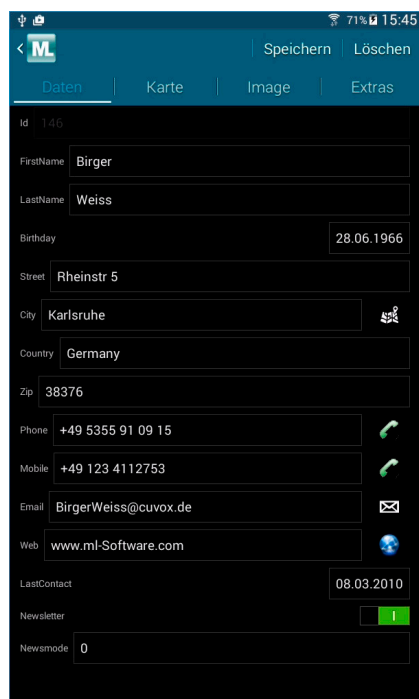 71% 15:45
ML Speichern Löschen
Daten Karte Image Extras
Id 146
FirstName Birger
LastName Weiss
Birthday 28.06.1966
Street Rheinstr 5
City Karlsruhe
Country Germany
Zip 38376
Phone +49 5355 91 09 15
Mobile +49 123 4112753
Email BirgerWeiss@cuvox.de
Web www.ml-Software.com
LastContact 08.03.2010
Newsletter I
Newsmode 0